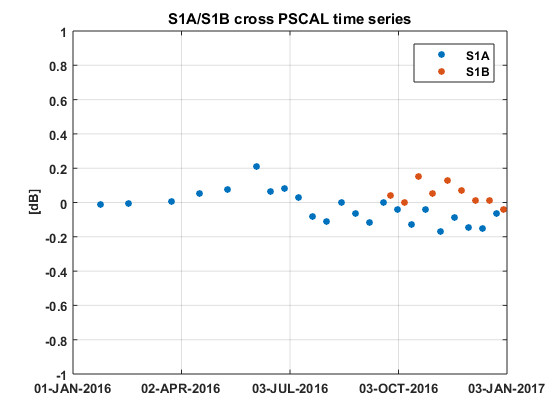 S1A/S1B cross PSCAL time series
[dB]
1
0.8
0.6
0.4
0.2
0
-0.2
-0.4
-0.6
-0.8
-1
S1A
S1B
01-JAN-2016 02-APR-2016 03-JUL-2016 03-OCT-2016 03-JAN-2017